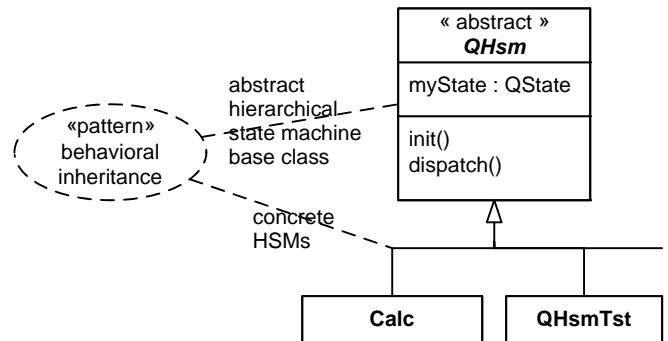 « abstract »
QHsm
myState : QState
init()
dispatch()
abstract
hierarchical
state machine
base class
«pattern»
behavioral
inheritance
concrete
HSMs
Calc
QHsmTst